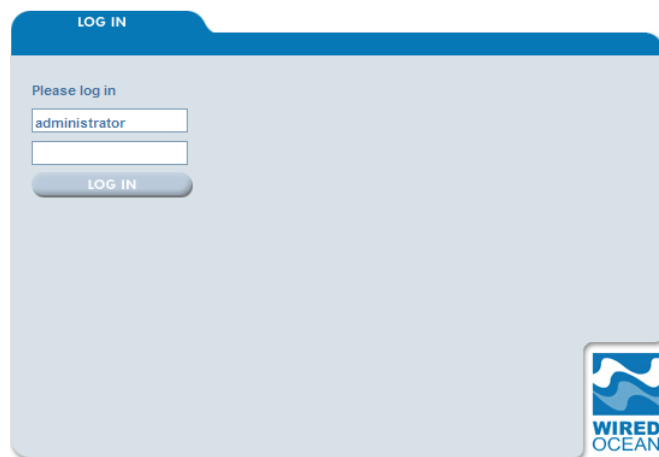 LOG IN
Please log in
administrator
LOG IN
WIRED
OCEAN